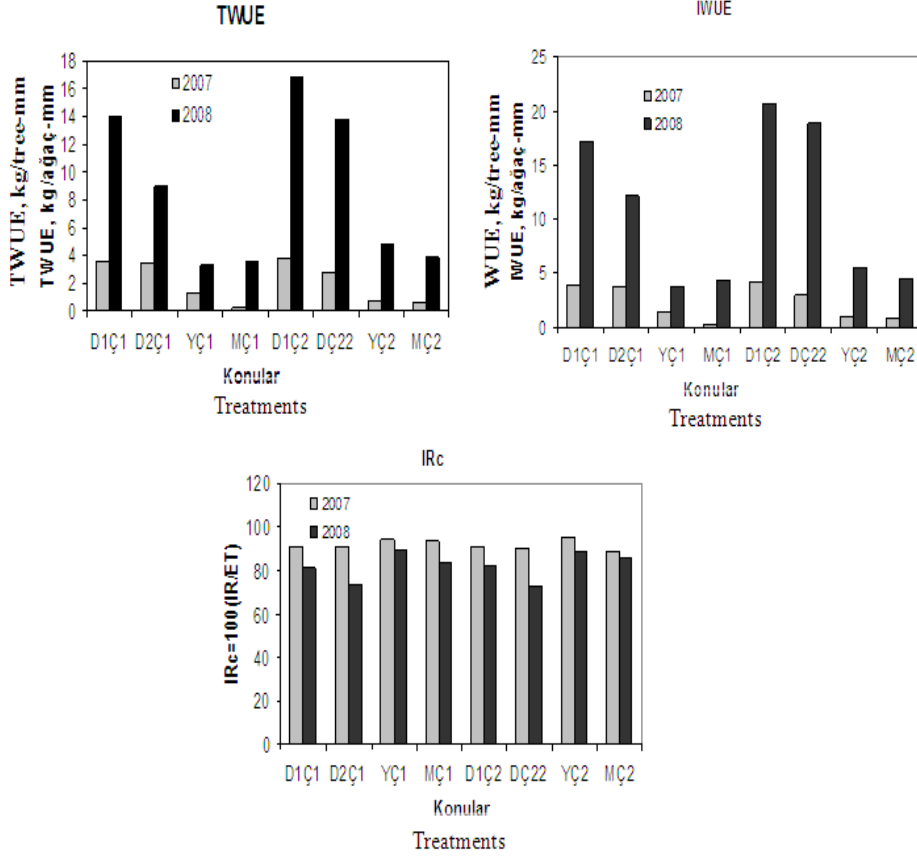 TWUE
TWUE, kg/tree-mm
TWUE, kg/ağaç-mm
18
16
14
12
10
8
6
4
2
0
2007
2008
D1Ç1 D2Ç1 YÇ1 MÇ1 D1Ç2 DÇ22 YÇ2 MÇ2
Konular
Treatments
IWUE
WUE, kg/tree-mm
IWUE, kg/ağaç-mm
25
20
15
10
5
0
2007
2008
D1Ç1 D2Ç1 YÇ1 MÇ1 D1Ç2 DÇ22 YÇ2 MÇ2
Konular
Treatments
IRc
IRc=100(IR/ET)
120
100
80
60
40
20
0
2007
2008
D1Ç1 D2Ç1 YÇ1 MÇ1 D1Ç2 DÇ22 YÇ2 MÇ2
Konular
Treatments